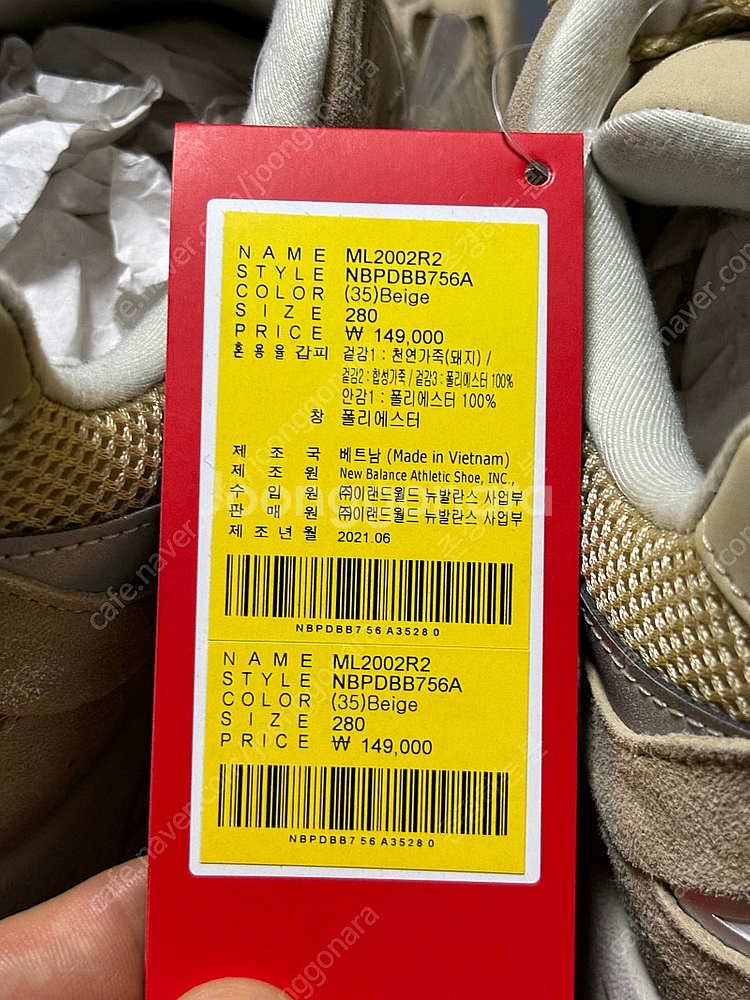 NAME ML2002R2
STYLE NBPDBB756A
COLOR (35)Beige
SIZE 280
PRICE ₩ 149,000
혼용율 갑피 겉감1 : 천연가죽(돼지) /
겉감2 : 합성가죽 / 겉감3 : 폴리에스터 100%
안감1 : 폴리에스터 100%
창 폴리에스터
제조국 베트남 (Made in Vietnam)
제조원 New Balance Athletic Shoe, INC.,
수입원 ㈜이랜드월드 뉴발란스 사업부
판매원 ㈜이랜드월드 뉴발란스 사업부
제조년월 2021.06
NBPDBB756A35280
NAME ML2002R2
STYLE NBPDBB756A
COLOR (35)Beige
SIZE 280
PRICE ₩ 149,000
NBPDBB756A35280
joonggonara
cafe.naver.com/joonggonara